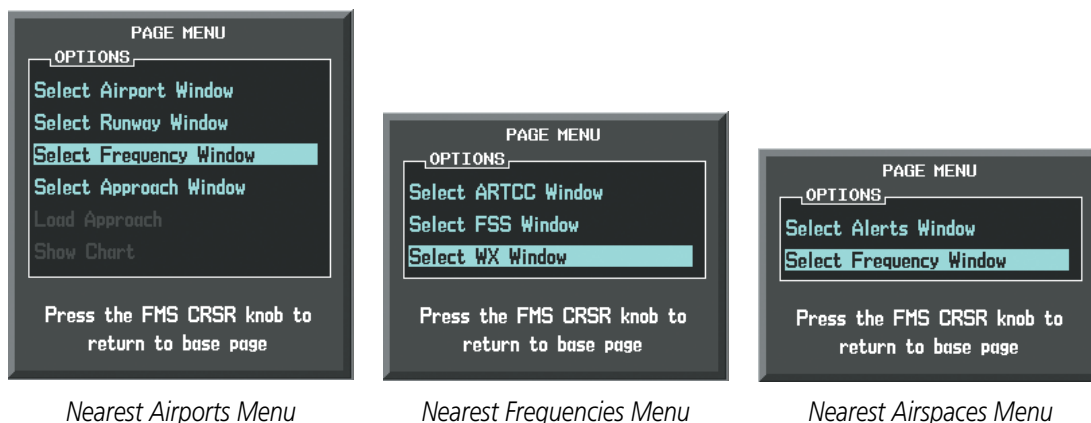 PAGE MENU
OPTIONS
Select Airport Window
Select Runway Window
Select Frequency Window
Select Approach Window
Load Approach
Show Chart
Press the FMS CRSR knob to
return to base page
Nearest Airports Menu
PAGE MENU
OPTIONS
Select ARTCC Window
Select FSS Window
Select WX Window
Press the FMS CRSR knob to
return to base page
Nearest Frequencies Menu
PAGE MENU
OPTIONS
Select Alerts Window
Select Frequency Window
Press the FMS CRSR knob to
return to base page
Nearest Airspaces Menu